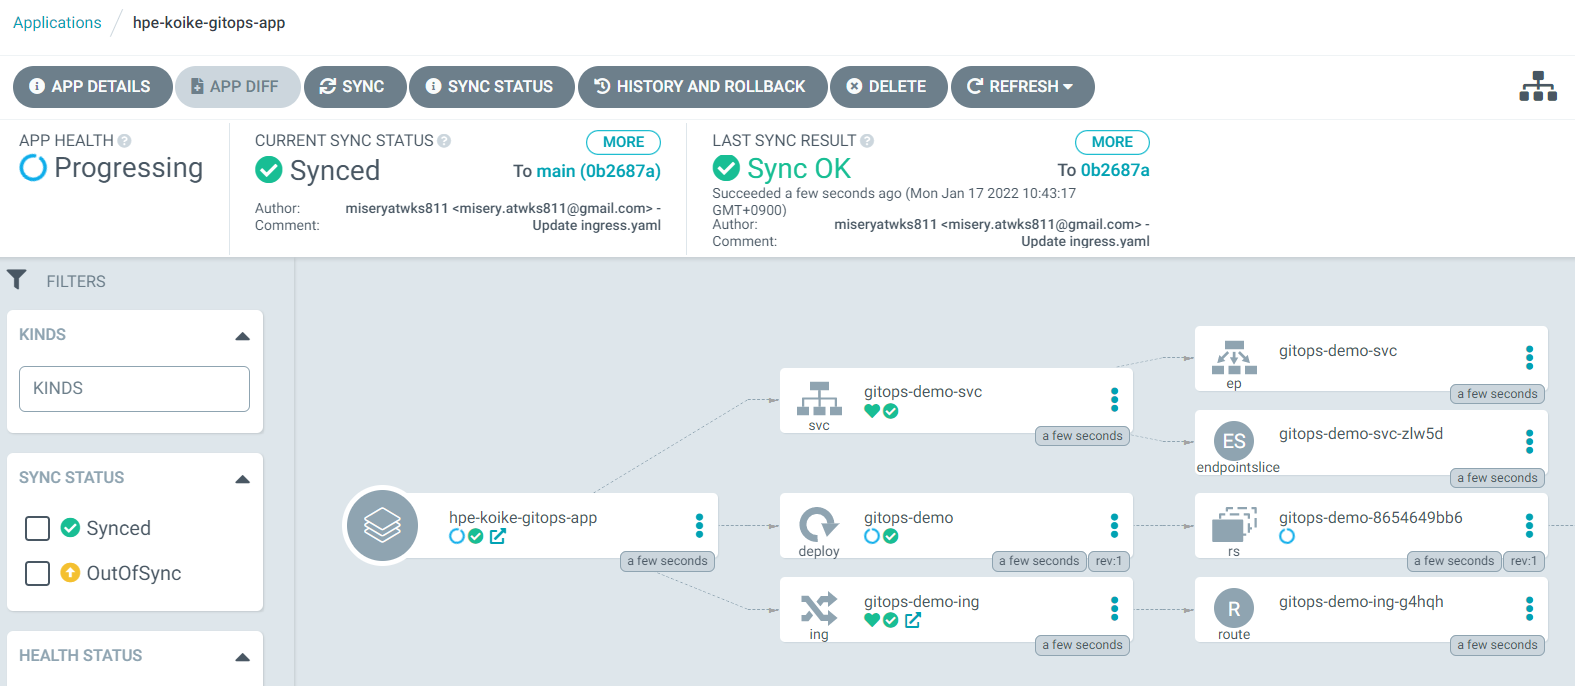 Applications / hpe-koike-gitops-app
APP DETAILS APP DIFF SYNC SYNC STATUS HISTORY AND ROLLBACK DELETE REFRESH
APP HEALTH
Progressing
CURRENT SYNC STATUS MORE
Synced To main (0b2687a)
Author: miseryatwks811 <misery.atwks811@gmail.com> -
Comment: Update ingress.yaml
LAST SYNC RESULT MORE
Sync OK To 0b2687a
Succeeded a few seconds ago (Mon Jan 17 2022 10:43:17
GMT+0900)
Author: miseryatwks811 <misery.atwks811@gmail.com> -
Comment: Update ingress.yaml
FILTERS
KINDS
KINDS
SYNC STATUS
Synced
OutOfSync
HEALTH STATUS
hpe-koike-gitops-app
a few seconds
gitops-demo-svc
svc
a few seconds
gitops-demo
deploy
a few seconds rev:1
gitops-demo-ing
ing
a few seconds
gitops-demo-svc
ep
a few seconds
ES
gitops-demo-svc-zlw5d
endpointslice
a few seconds
gitops-demo-8654649bb6
rs
a few seconds rev:1
R
gitops-demo-ing-g4hqh
route
a few seconds